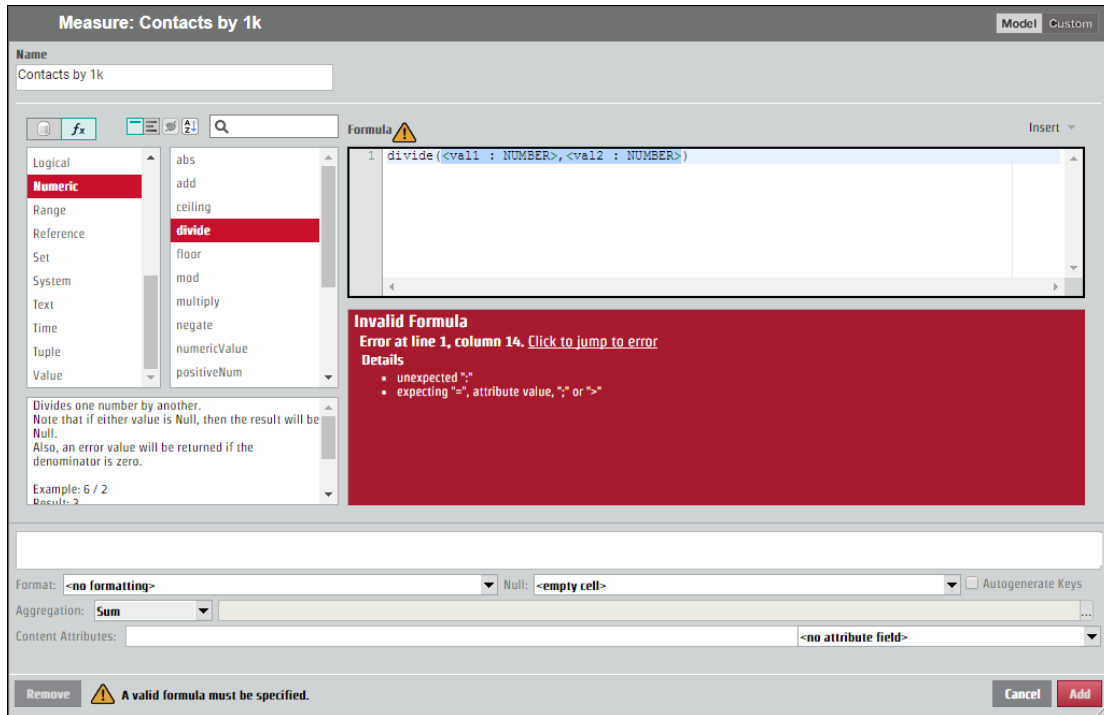 Measure: Contacts by 1k
Model Custom
Name
Contacts by 1k
fx
A
Z
Formula
Insert
Logical
Numeric
Range
Reference
Set
System
Text
Time
Tuple
Value
abs
add
ceiling
divide
floor
mod
multiply
negate
numericValue
positiveNum
1 divide(<val1 : NUMBER>,<val2 : NUMBER>)
Invalid Formula
Error at line 1, column 14. Click to jump to error
Details
• unexpected ":"
• expecting "=", attribute value, ";" or ">"
Divides one number by another.
Note that if either value is Null, then the result will be
Null.
Also, an error value will be returned if the
denominator is zero.
Example: 6 / 2
Result: 3
Format: <no formatting> Null: <empty cell> Autogenerate Keys
Aggregation: Sum ...
Content Attributes: <no attribute field>
Remove A valid formula must be specified. Cancel Add